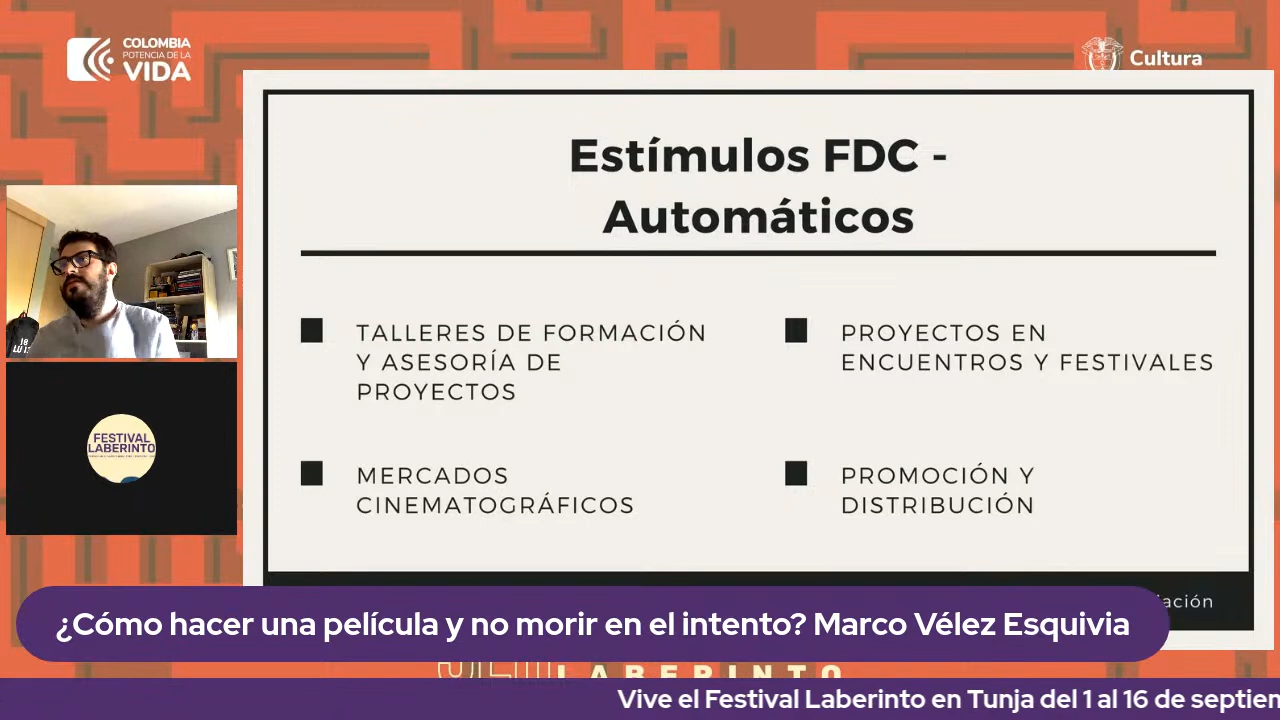 COLOMBIA
POTENCIA DE LA
VIDA
Cultura
Estímulos FDC -
Automáticos
TALLERES DE FORMACIÓN
Y ASESORÍA DE
PROYECTOS
PROYECTOS EN
ENCUENTROS Y FESTIVALES
MERCADOS
CINEMATOGRÁFICOS
PROMOCIÓN Y
DISTRIBUCIÓN
FESTIVAL
LABERINTO
¿Cómo hacer una película y no morir en el intento? Marco Vélez Esquivia
LABERINTO
Vive el Festival Laberinto en Tunja del 1 al 16 de septien